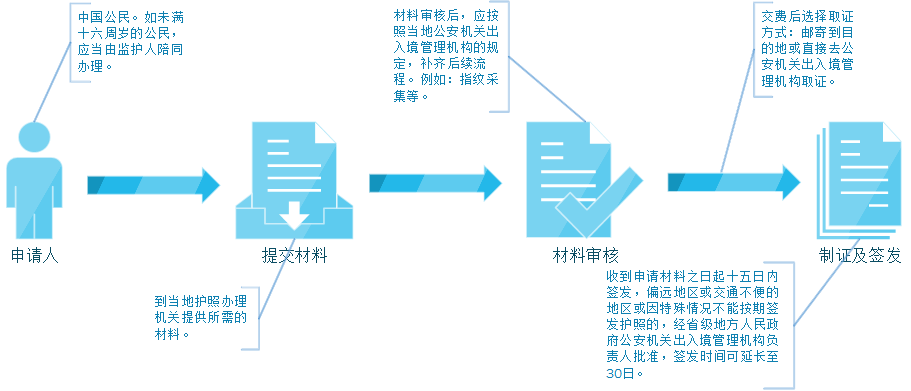 中国公民。如未满
十六周岁的公民，
应当由监护人陪同
办理。
材料审核后，应按
照当地公安机关出
入境管理机构的规
定，补齐后续流
程。例如：指纹采
集等。
交费后选择取证
方式：邮寄到目
的地或直接去公
安机关出入境管
理机构取证。
申请人
提交材料
材料审核
制证及签发
到当地护照办理
机关提供所需的
材料。
收到申请材料之日起十五日内
签发，偏远地区或交通不便的
地区或因特殊情况不能按期签
发护照的，经省级地方人民政
府公安机关出入境管理机构负
责人批准，签发时间可延长至
30日。